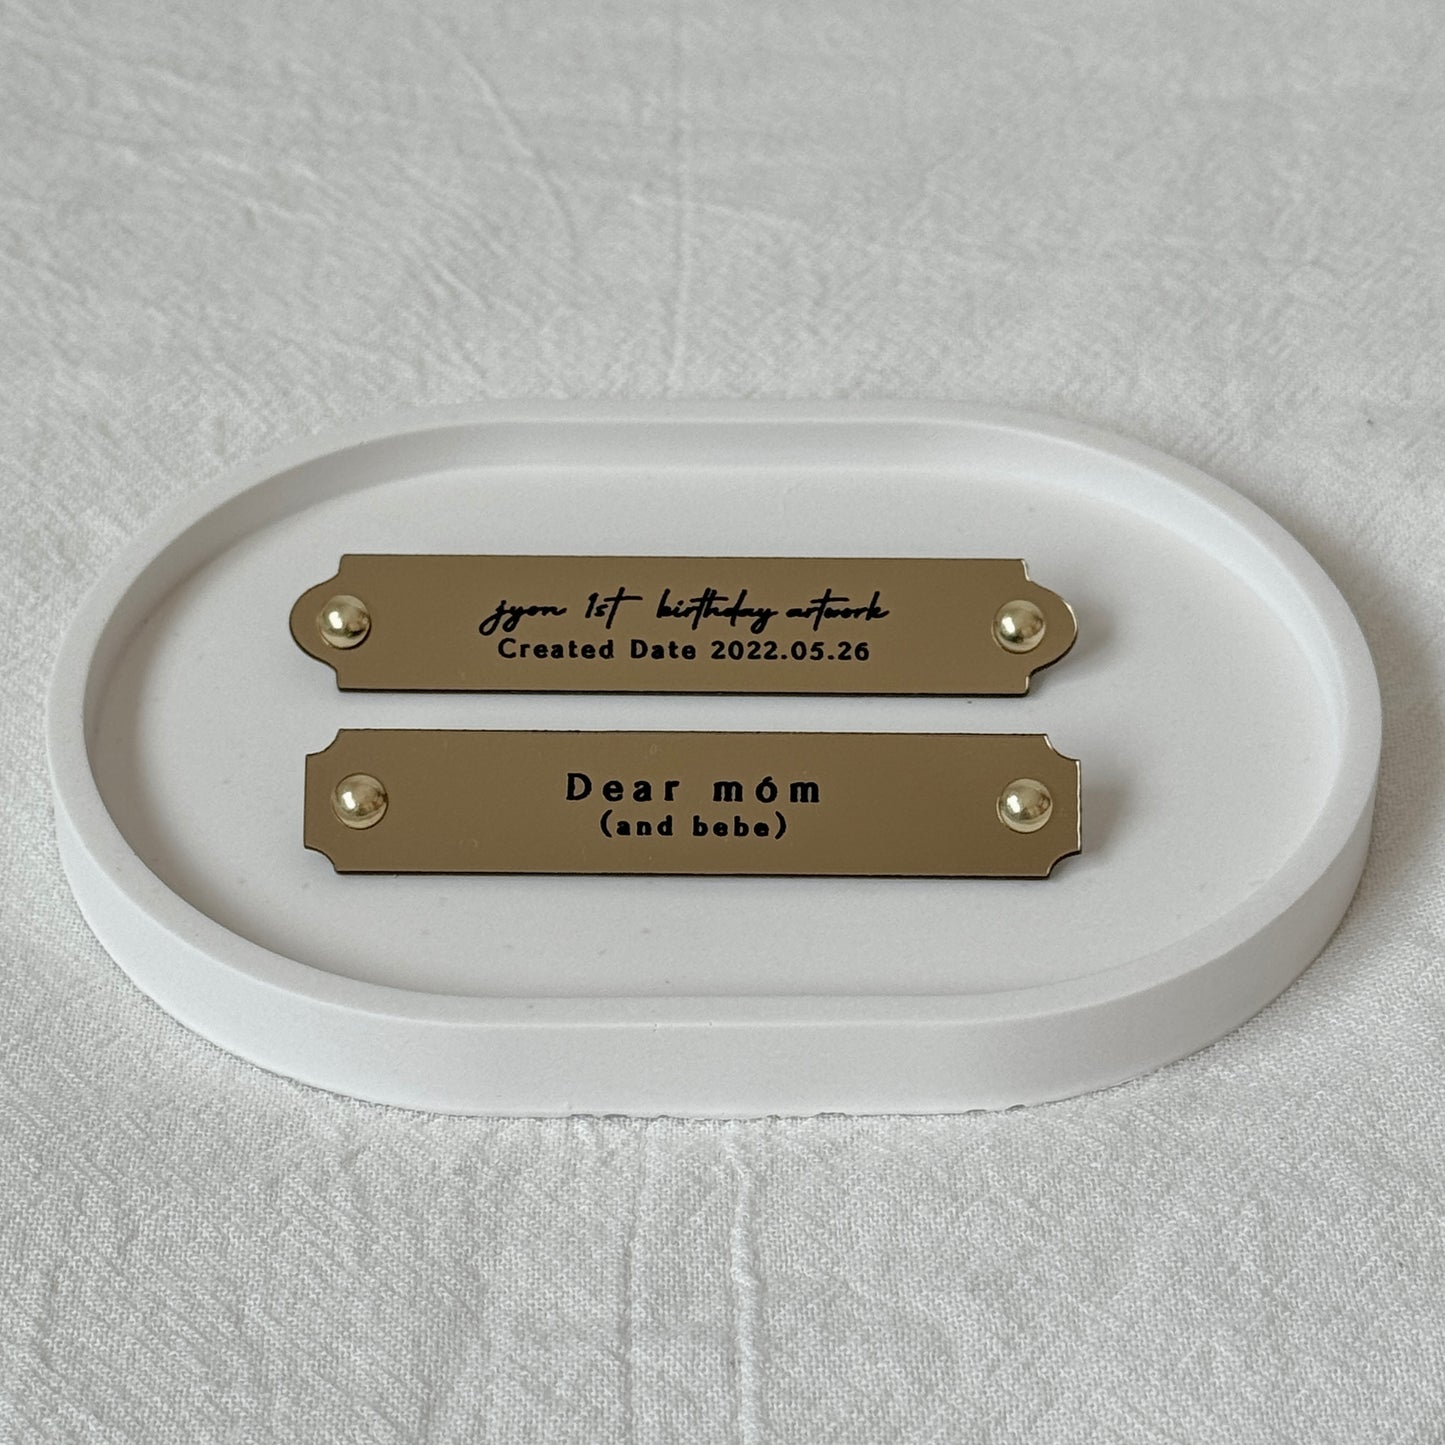 jyon 1st birthday artwork
Created Date 2022.05.26
Dear móm
(and bebe)